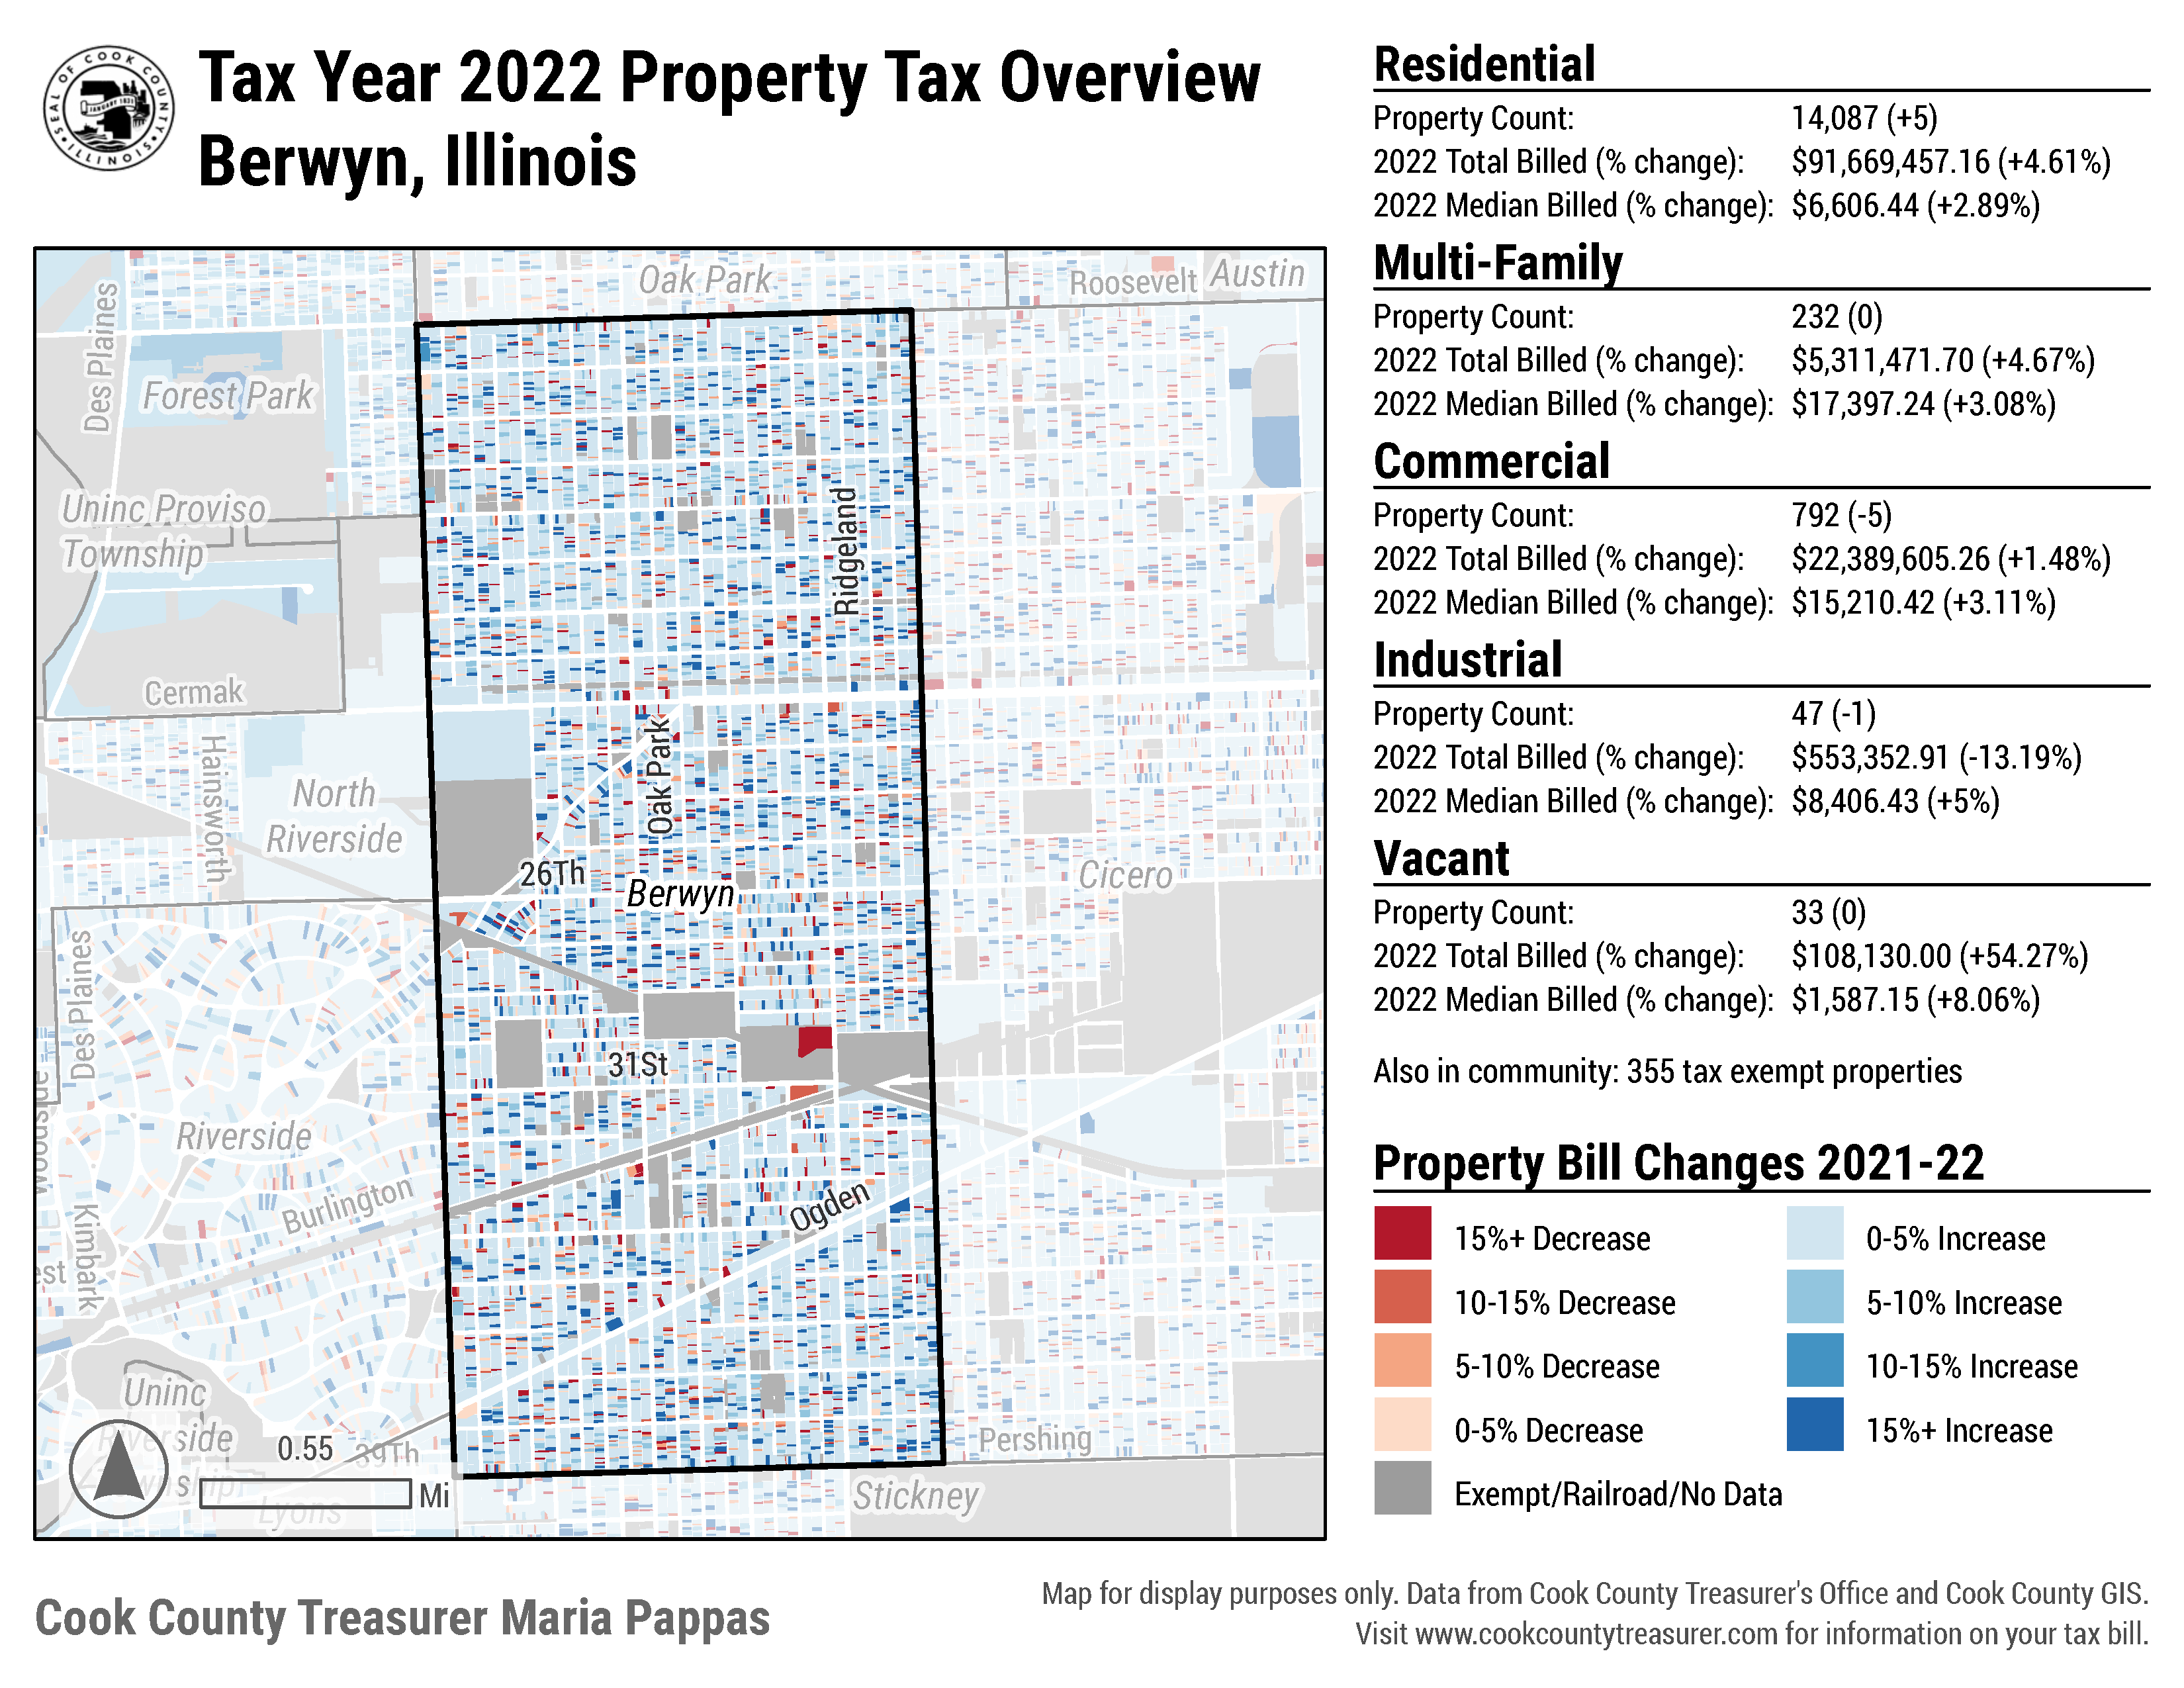 SEAL OF COOK COUNTY
JANUARY 1831
ILLINOIS
Tax Year 2022 Property Tax Overview
Berwyn, Illinois
Oak Park
Roosevelt
Austin
Des Plaines
Forest Park
Uninc Proviso
Township
Ridgeland
Cermak
Hainsworth
North
Riverside
Oak Park
26Th
Berwyn
Cicero
Des Plaines
31St
Riverside
Burlington
Kimbark
Ogden
Uninc
Riverside
0.55
39Th
Mi
Lyons
Pershing
Stickney
Residential
Property Count: 14,087 (+5)
2022 Total Billed (% change): $91,669,457.16 (+4.61%)
2022 Median Billed (% change): $6,606.44 (+2.89%)
Multi-Family
Property Count: 232 (0)
2022 Total Billed (% change): $5,311,471.70 (+4.67%)
2022 Median Billed (% change): $17,397.24 (+3.08%)
Commercial
Property Count: 792 (-5)
2022 Total Billed (% change): $22,389,605.26 (+1.48%)
2022 Median Billed (% change): $15,210.42 (+3.11%)
Industrial
Property Count: 47 (-1)
2022 Total Billed (% change): $553,352.91 (-13.19%)
2022 Median Billed (% change): $8,406.43 (+5%)
Vacant
Property Count: 33 (0)
2022 Total Billed (% change): $108,130.00 (+54.27%)
2022 Median Billed (% change): $1,587.15 (+8.06%)
Also in community: 355 tax exempt properties
Property Bill Changes 2021-22
15%+ Decrease
0-5% Increase
10-15% Decrease
5-10% Increase
5-10% Decrease
10-15% Increase
0-5% Decrease
15%+ Increase
Exempt/Railroad/No Data
Cook County Treasurer Maria Pappas
Map for display purposes only. Data from Cook County Treasurer's Office and Cook County GIS.
Visit www.cookcountytreasurer.com for information on your tax bill.